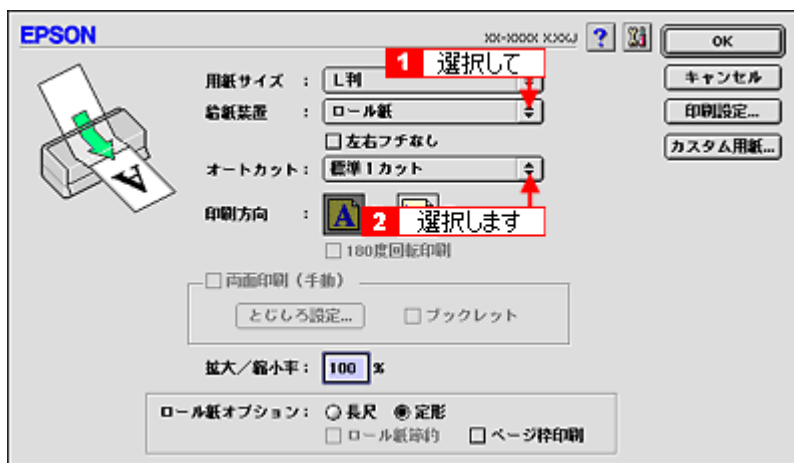 EPSON XX-XXXX X.XXJ ? OK
用紙サイズ : L判
1 選択して
キャンセル
給紙装置 : ロール紙
印刷設定...
左右フチなし
カスタム用紙...
オートカット : 標準1カット
印刷方向 : A
2 選択します
180度回転印刷
両面印刷（手動）
とじしろ設定... ブックレット
拡大／縮小率 : 100 %
ロール紙オプション : 長尺 定形
ロール紙節約 ページ枠印刷
A